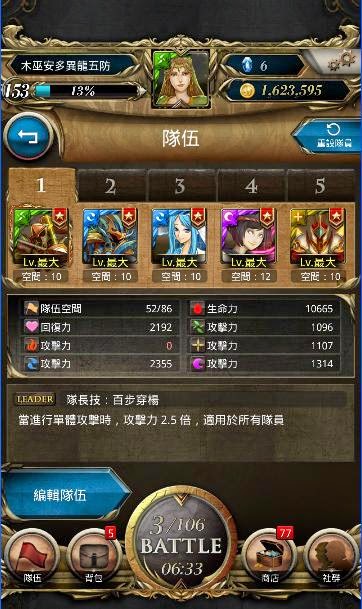 木巫安多異龍五防
6
153
13%
1,623,595
隊伍
重設隊員
1 2 3 4 5
Lv.最大 Lv.最大 Lv.最大 Lv.最大 Lv.最大
空間：10 空間：10 空間：10 空間：12 空間：10
隊伍空間 52/86 生命力 10665
回復力 2192 攻擊力 1096
攻擊力 0 攻擊力 1107
攻擊力 2355 攻擊力 1314
LEADER 隊長技：百步穿楊
當進行單體攻擊時，攻擊力 2.5 倍，適用於所有隊員
編輯隊伍
3/106
BATTLE
06:33
5 77
隊伍 背包 商店 社群